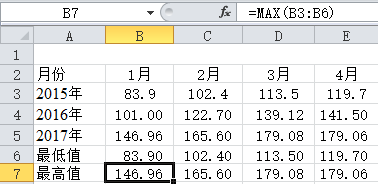 B7 fx =MAX(B3:B6)
A B C D E
1
2 月份 1月 2月 3月 4月
3 2015年 83.9 102.4 113.5 119.7
4 2016年 101.00 122.70 139.12 141.50
5 2017年 146.96 165.60 179.08 179.06
6 最低值 83.90 102.40 113.50 119.70
7 最高值 146.96 165.60 179.08 179.06